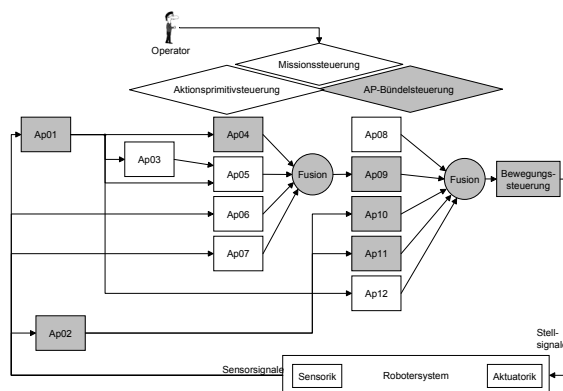 Operator
Missionssteuerung
Aktionsprimitivsteuerung
AP-Bündelsteuerung
Ap01
Ap04
Ap08
Ap03
Ap05
Fusion
Ap09
Fusion
Bewegungs-
steuerung
Ap06
Ap10
Ap07
Ap11
Ap12
Ap02
Stell-
signale
Sensorsignale
Sensorik
Robotersystem
Aktuatorik